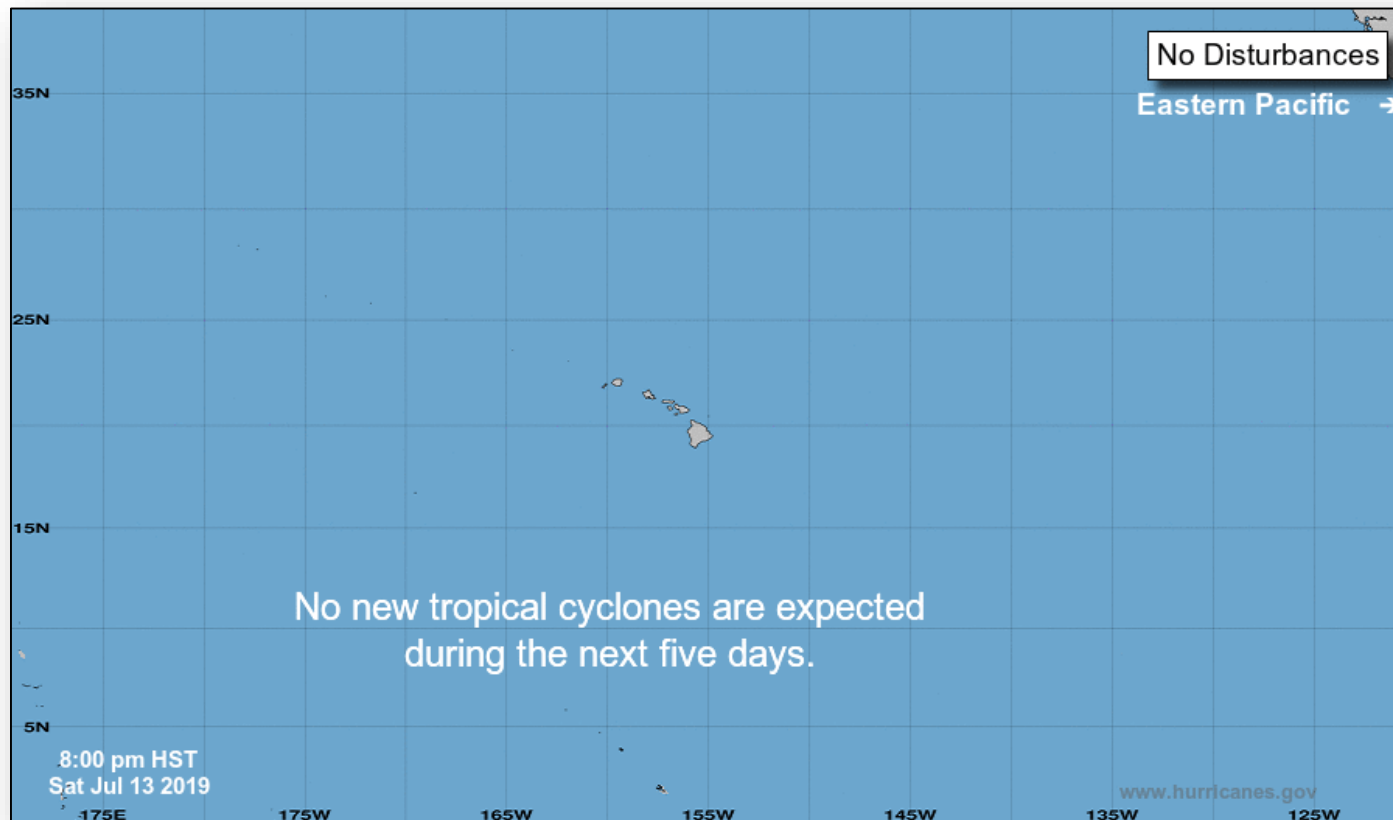 No Disturbances
35N
Eastern Pacific →
25N
15N
No new tropical cyclones are expected
during the next five days.
5N
8:00 pm HST
Sat Jul 13 2019
www.hurricanes.gov
175E 175W 165W 155W 145W 135W 125W